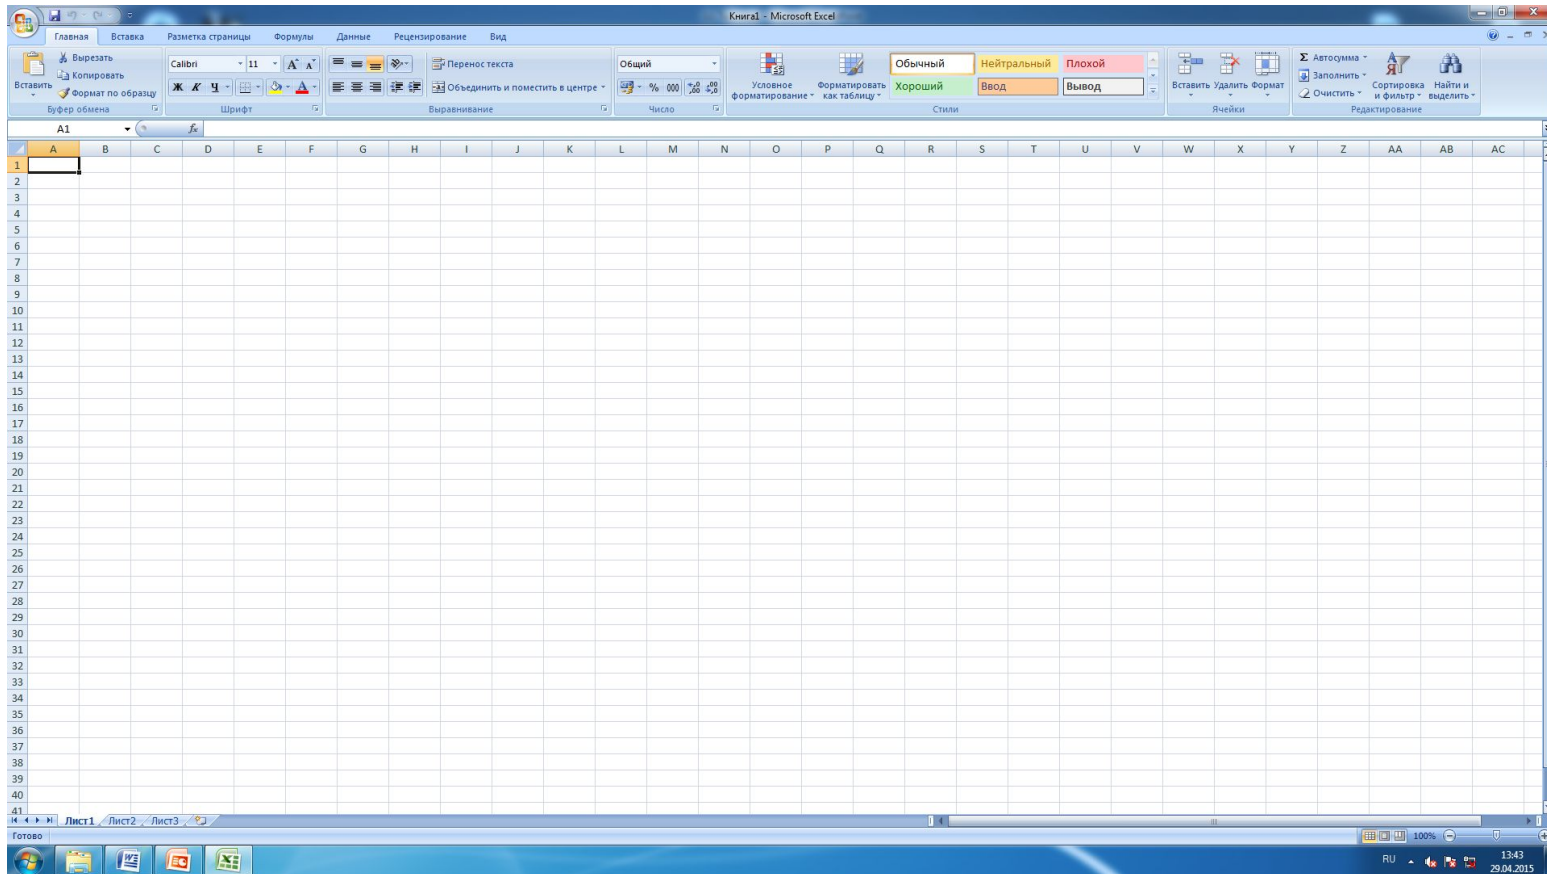 Книга1 - Microsoft Excel
Главная Вставка Разметка страницы Формулы Данные Рецензирование Вид
Вставить
Вырезать
Копировать
Формат по образцу
Буфер обмена
Calibri 11
Ж К Ч
Шрифт
Перенос текста
Объединить и поместить в центре
Выравнивание
Общий
% 000
Число
Условное форматирование
Форматировать как таблицу
Обычный Нейтральный Плохой
Хороший Ввод Вывод
Стили
Вставить Удалить Формат
Ячейки
Σ Автосумма
Заполнить
Очистить
Сортировка и фильтр
Найти и выделить
Редактирование
A1 fx
A B C D E F G H I J K L M N O P Q R S T U V W X Y Z AA AB AC
1
2
3
4
5
6
7
8
9
10
11
12
13
14
15
16
17
18
19
20
21
22
23
24
25
26
27
28
29
30
31
32
33
34
35
36
37
38
39
40
41
Лист1 Лист2 Лист3
Готово 100%
RU 13:43
29.04.2015